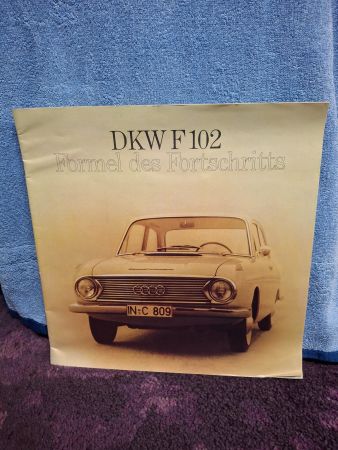 DKW F 102
Formel des Fortschritts
IN-C 809